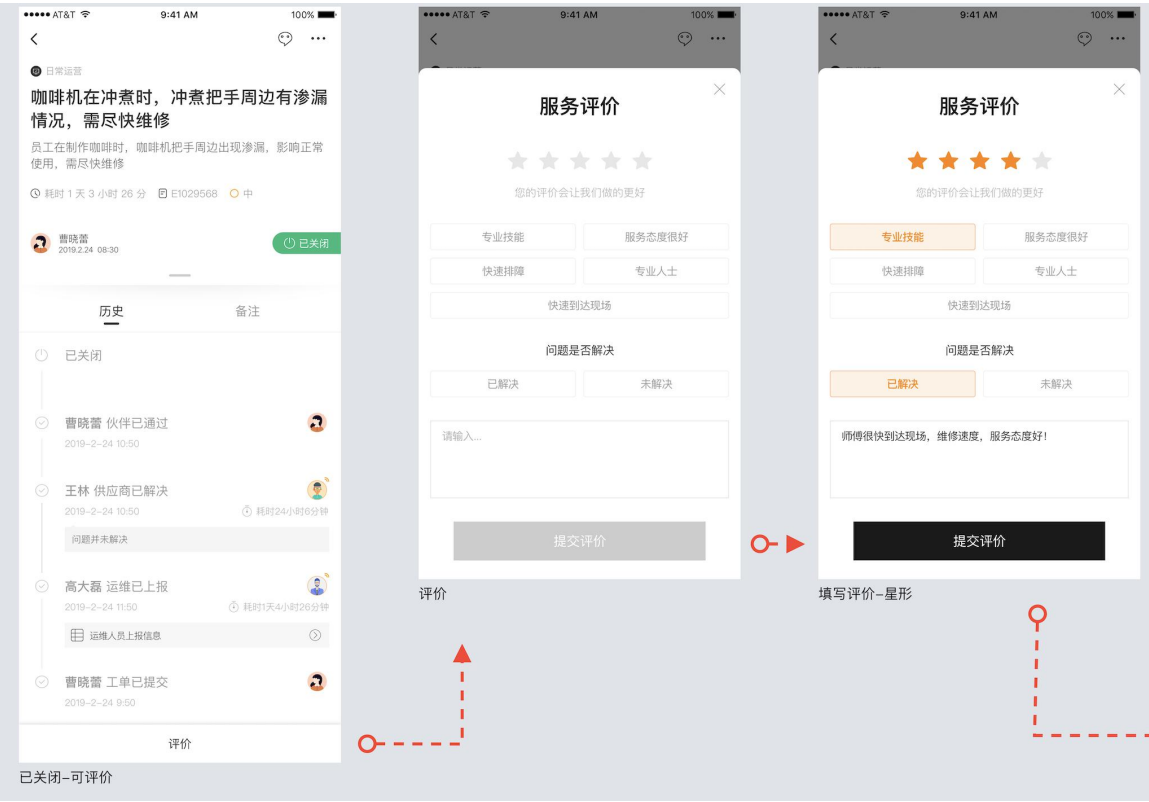 AT&T 9:41 AM 100%
日常运营
咖啡机在冲煮时，冲煮把手周边有渗漏
情况，需尽快维修
员工在制作咖啡时，咖啡机把手周边出现渗漏，影响正常
使用，需尽快维修
耗时 1 天 3 小时 26 分 E1029568 中
曹晓蕾
2019.2.24 08:30
已关闭
历史 备注
已关闭
曹晓蕾 伙伴已通过
2019-2-24 10:50
王林 供应商已解决
2019-2-24 10:50 耗时24小时6分钟
问题并未解决
高大磊 运维已上报
2019-2-24 11:50 耗时1天4小时26分钟
运维人员上报信息
曹晓蕾 工单已提交
2019-2-24 9:50
评价
已关闭-可评价
AT&T 9:41 AM 100%
服务评价
您的评价会让我们做的更好
专业技能 服务态度很好
快速排障 专业人士
快速到达现场
问题是否解决
已解决 未解决
请输入...
提交评价
评价
AT&T 9:41 AM 100%
服务评价
您的评价会让我们做的更好
专业技能 服务态度很好
快速排障 专业人士
快速到达现场
问题是否解决
已解决 未解决
师傅很快到达现场，维修速度，服务态度好！
提交评价
填写评价-星形